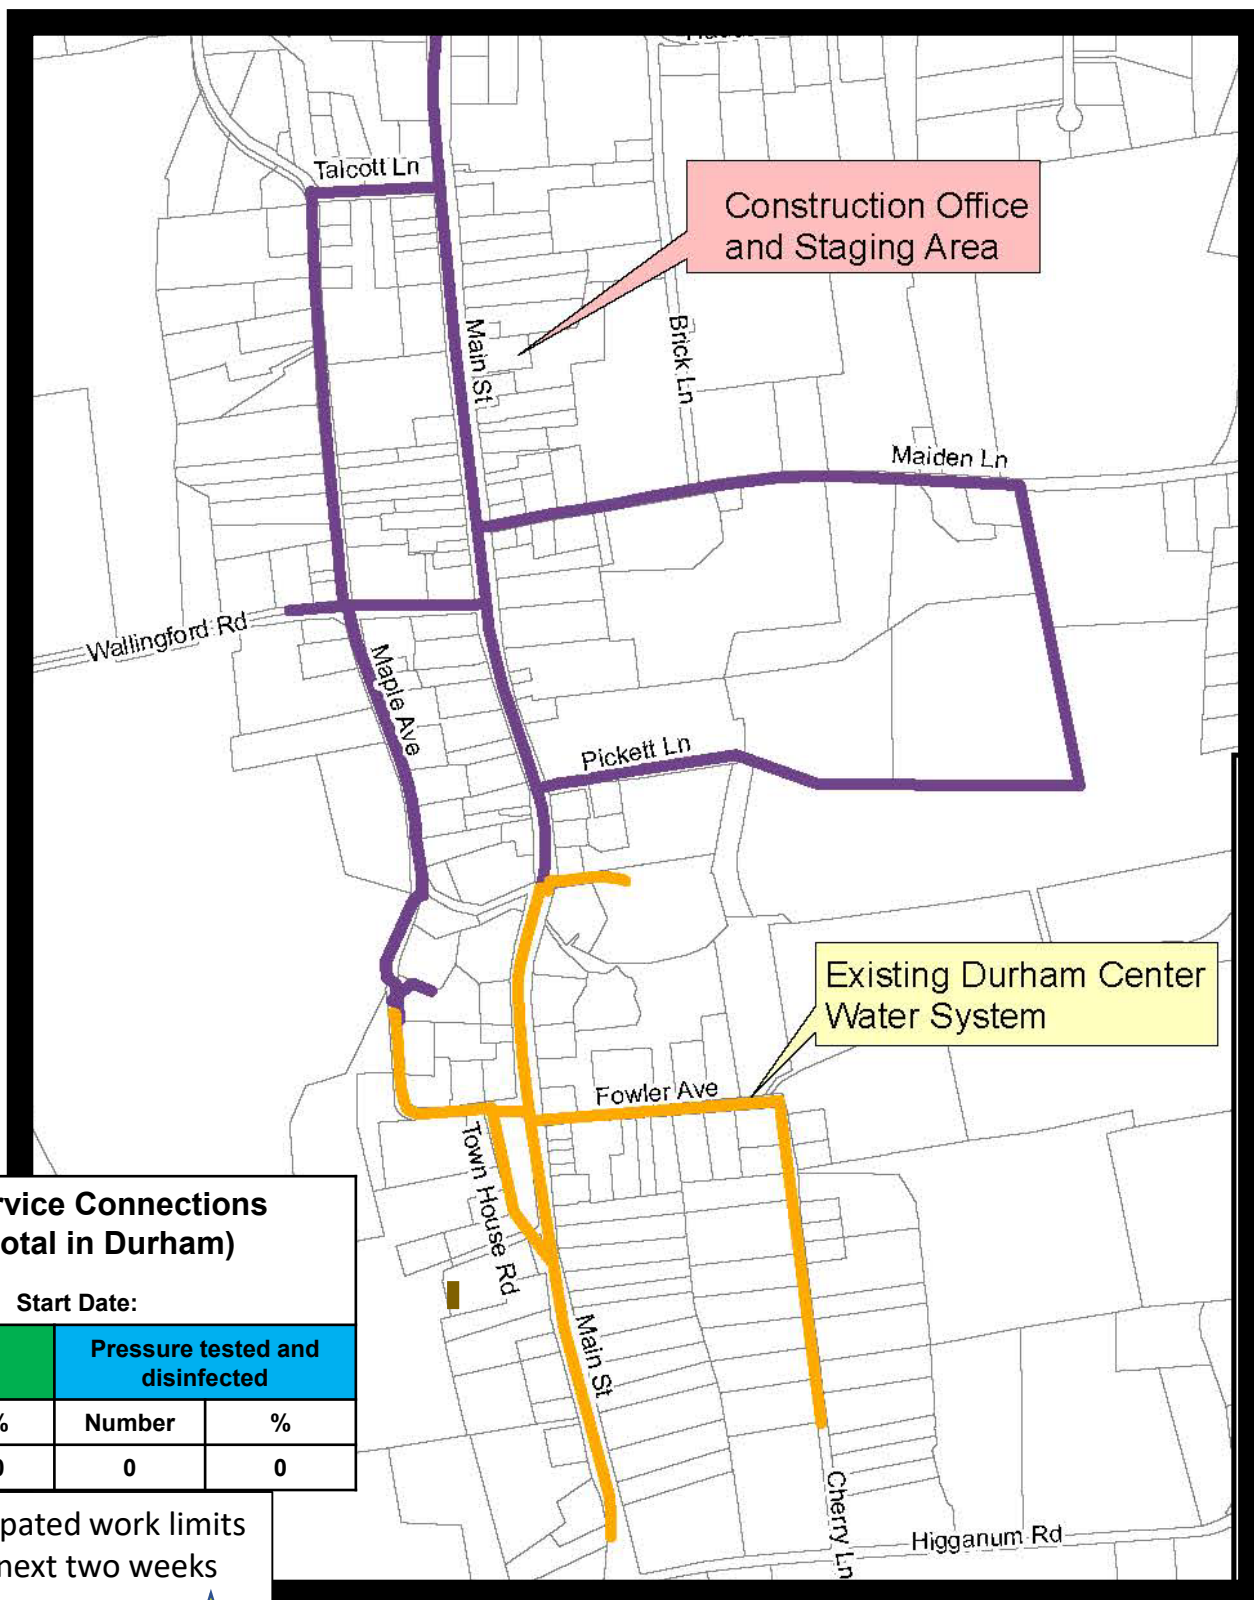 Talcott Ln
Construction Office
and Staging Area
Main St
Brick Ln
Maiden Ln
Wallingford Rd
Maple Ave
Pickett Ln
Existing Durham Center
Water System
Fowler Ave
Town House Rd
Main St
Cherry Ln
Higganum Rd
rvice Connections
otal in Durham)
Start Date:
Pressure tested and
disinfected
%
Number
%
0
0
0
pated work limits
next two weeks